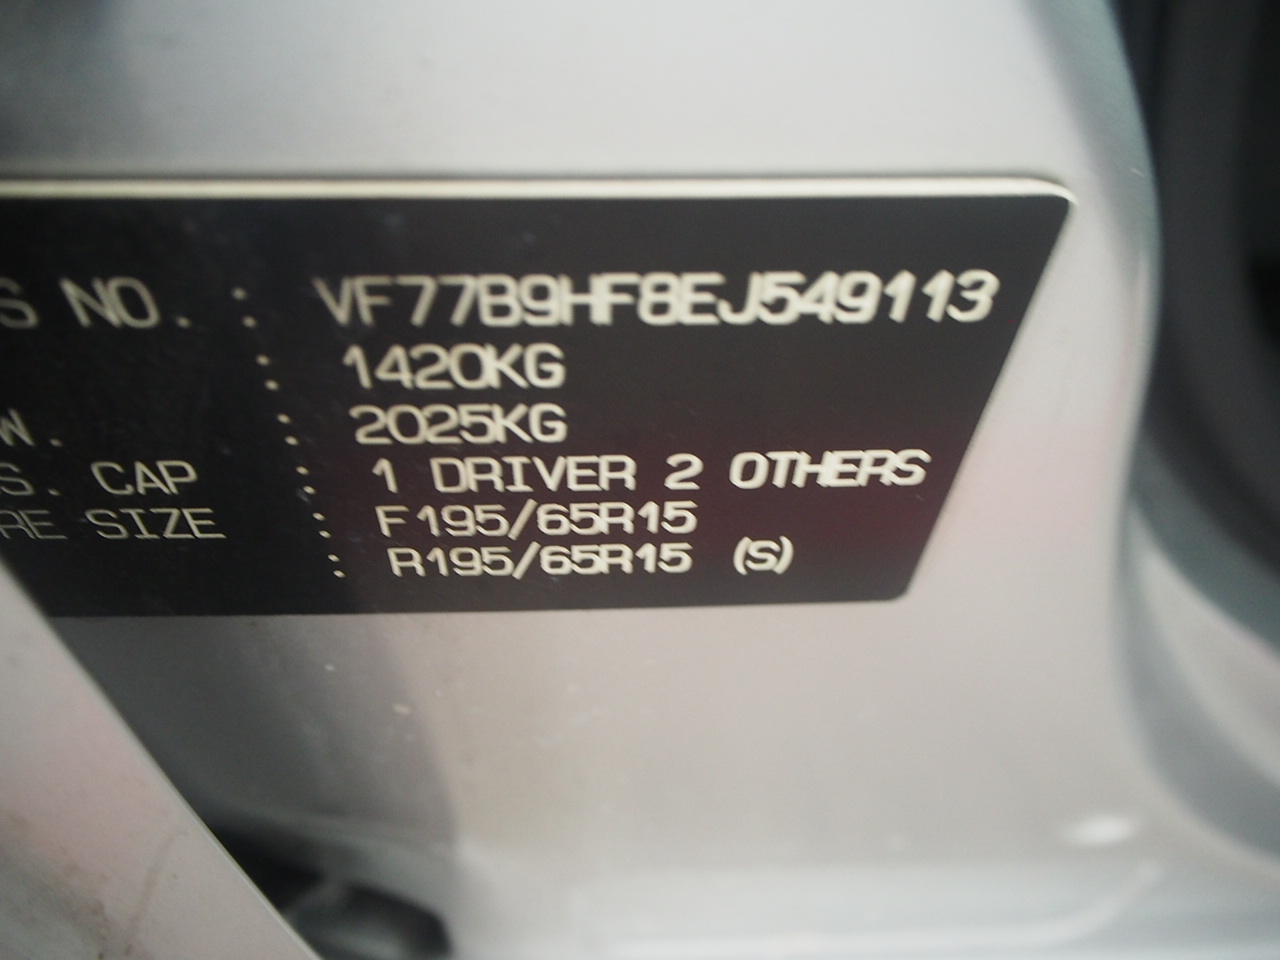 S NO. : VF77B9HF8EJ549113
: 1420KG
W. : 2025KG
S. CAP : 1 DRIVER 2 OTHERS
RE SIZE : F195/65R15
: R195/65R15 (S)